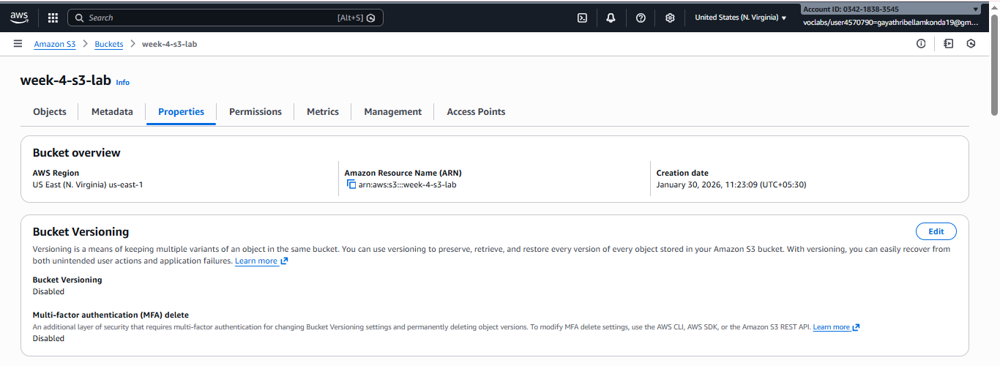 aws
Search [Alt+S]
United States (N. Virginia)
Account ID: 0342-1838-3545
voclabs/user4570790=gayathribellamkonda19@gm...
Amazon S3 > Buckets > week-4-s3-lab
week-4-s3-lab Info
Objects Metadata Properties Permissions Metrics Management Access Points
Bucket overview
AWS Region
US East (N. Virginia) us-east-1
Amazon Resource Name (ARN)
arn:aws:s3:::week-4-s3-lab
Creation date
January 30, 2026, 11:23:09 (UTC+05:30)
Bucket Versioning
Edit
Versioning is a means of keeping multiple variants of an object in the same bucket. You can use versioning to preserve, retrieve, and restore every version of every object stored in your Amazon S3 bucket. With versioning, you can easily recover from
both unintended user actions and application failures. Learn more
Bucket Versioning
Disabled
Multi-factor authentication (MFA) delete
An additional layer of security that requires multi-factor authentication for changing Bucket Versioning settings and permanently deleting object versions. To modify MFA delete settings, use the AWS CLI, AWS SDK, or the Amazon S3 REST API. Learn more
Disabled